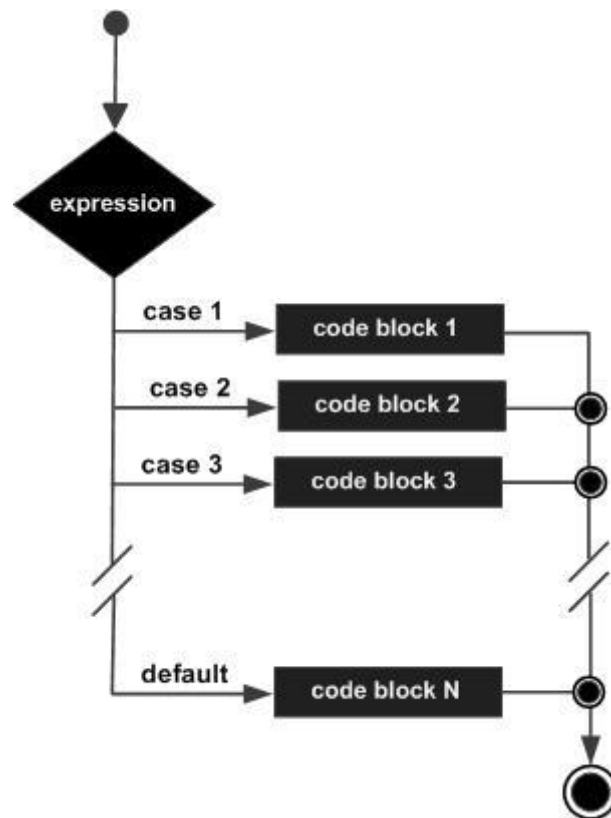 expression
case 1
code block 1
case 2
code block 2
case 3
code block 3
default
code block N